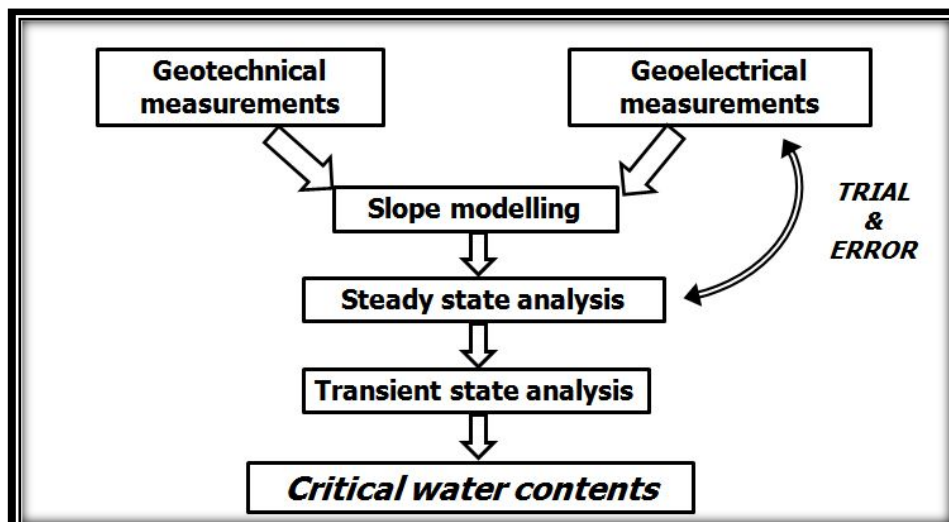 Geotechnical
measurements
Geoelectrical
measurements
Slope modelling
TRIAL
&
ERROR
Steady state analysis
Transient state analysis
Critical water contents